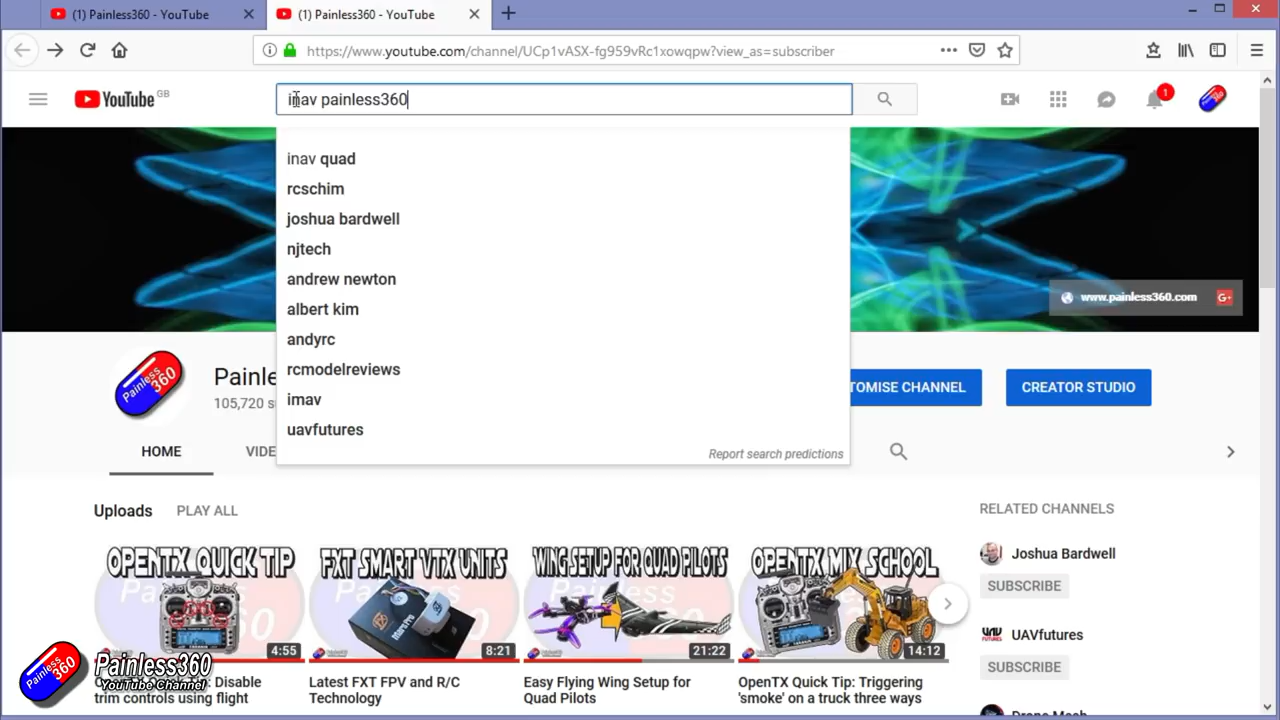 (1) Painless360 - YouTube
(1) Painless360 - YouTube
https://www.youtube.com/channel/UCp1vASX-fg959vRc1xowqpw?view_as=subscriber
YouTube GB
inav painless360
1
inav quad
rcschim
joshua bardwell
njtech
andrew newton
albert kim
andyrc
rcmodelreviews
imav
uavfutures
Report search predictions
www.painless360.com
G+
Painless 360
Painle
105,720 s
TOMISE CHANNEL
CREATOR STUDIO
HOME
VIDE
Uploads
PLAY ALL
RELATED CHANNELS
OPENTX QUICK TIP
FXT SMART VTX UNITS
WING SETUP FOR QUAD PILOTS
OPENTX MIX SCHOOL
4:55
8:21
21:22
14:12
Joshua Bardwell
SUBSCRIBE
UAVfutures
SUBSCRIBE
Painless 360
Painless360
YouTube Channel
: Disable
trim controls using flight
Latest FXT FPV and R/C
Technology
Easy Flying Wing Setup for
Quad Pilots
OpenTX Quick Tip: Triggering
'smoke' on a truck three ways